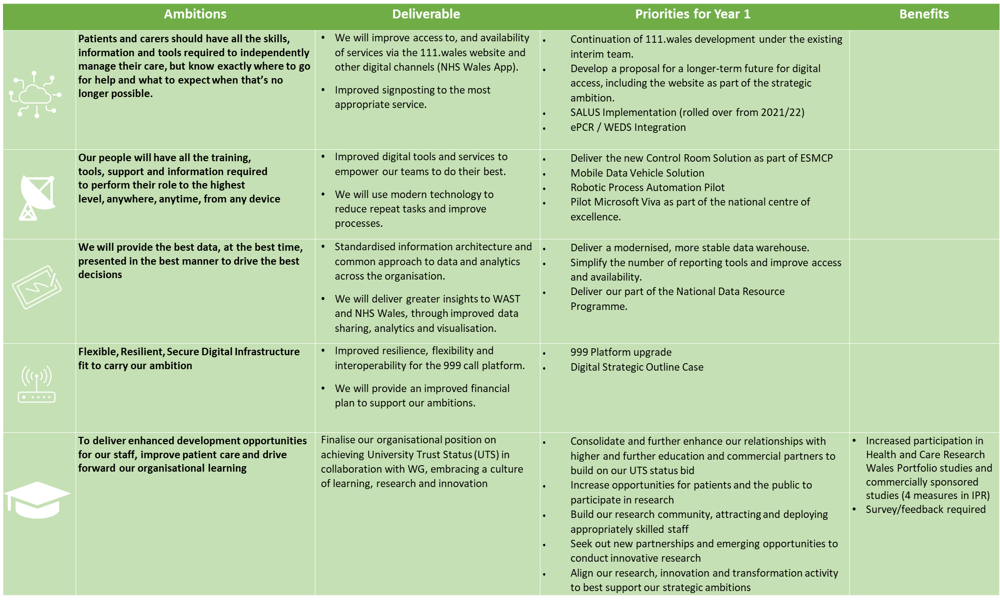 Ambitions
Deliverable
Priorities for Year 1
Benefits
Patients and carers should have all the skills,
information and tools required to independently
manage their care, but know exactly where to go
for help and what to expect when that's no
longer possible.
• We will improve access to, and availability
of services via the 111.wales website and
other digital channels (NHS Wales App).
• Improved signposting to the most
appropriate service.
• Continuation of 111.wales development under the existing
interim team.
• Develop a proposal for a longer-term future for digital
access, including the website as part of the strategic
ambition.
• SALUS Implementation (rolled over from 2021/22)
• ePCR / WEDS Integration
Our people will have all the training,
tools, support and information required
to perform their role to the highest
level, anywhere, anytime, from any device
• Improved digital tools and services to
empower our teams to do their best.
• We will use modern technology to
reduce repeat tasks and improve
processes.
• Deliver the new Control Room Solution as part of ESMCP
• Mobile Data Vehicle Solution
• Robotic Process Automation Pilot
• Pilot Microsoft Viva as part of the national centre of
excellence.
We will provide the best data, at the best time,
presented in the best manner to drive the best
decisions
• Standardised information architecture and
common approach to data and analytics
across the organisation.
• We will deliver greater insights to WAST
and NHS Wales, through improved data
sharing, analytics and visualisation.
• Deliver a modernised, more stable data warehouse.
• Simplify the number of reporting tools and improve access
and availability.
• Deliver our part of the National Data Resource
Programme.
Flexible, Resilient, Secure Digital Infrastructure
fit to carry our ambition
• Improved resilience, flexibility and
interoperability for the 999 call platform.
• We will provide an improved financial
plan to support our ambitions.
• 999 Platform upgrade
• Digital Strategic Outline Case
To deliver enhanced development opportunities
for our staff, improve patient care and drive
forward our organisational learning
Finalise our organisational position on
achieving University Trust Status (UTS) in
collaboration with WG, embracing a culture
of learning, research and innovation
• Consolidate and further enhance our relationships with
higher and further education and commercial partners to
build on our UTS status bid
• Increase opportunities for patients and the public to
participate in research
• Build our research community, attracting and deploying
appropriately skilled staff
• Seek out new partnerships and emerging opportunities to
conduct innovative research
• Align our research, innovation and transformation activity
to best support our strategic ambitions
• Increased participation in
Health and Care Research
Wales Portfolio studies and
commercially sponsored
studies (4 measures in IPR)
• Survey/feedback required